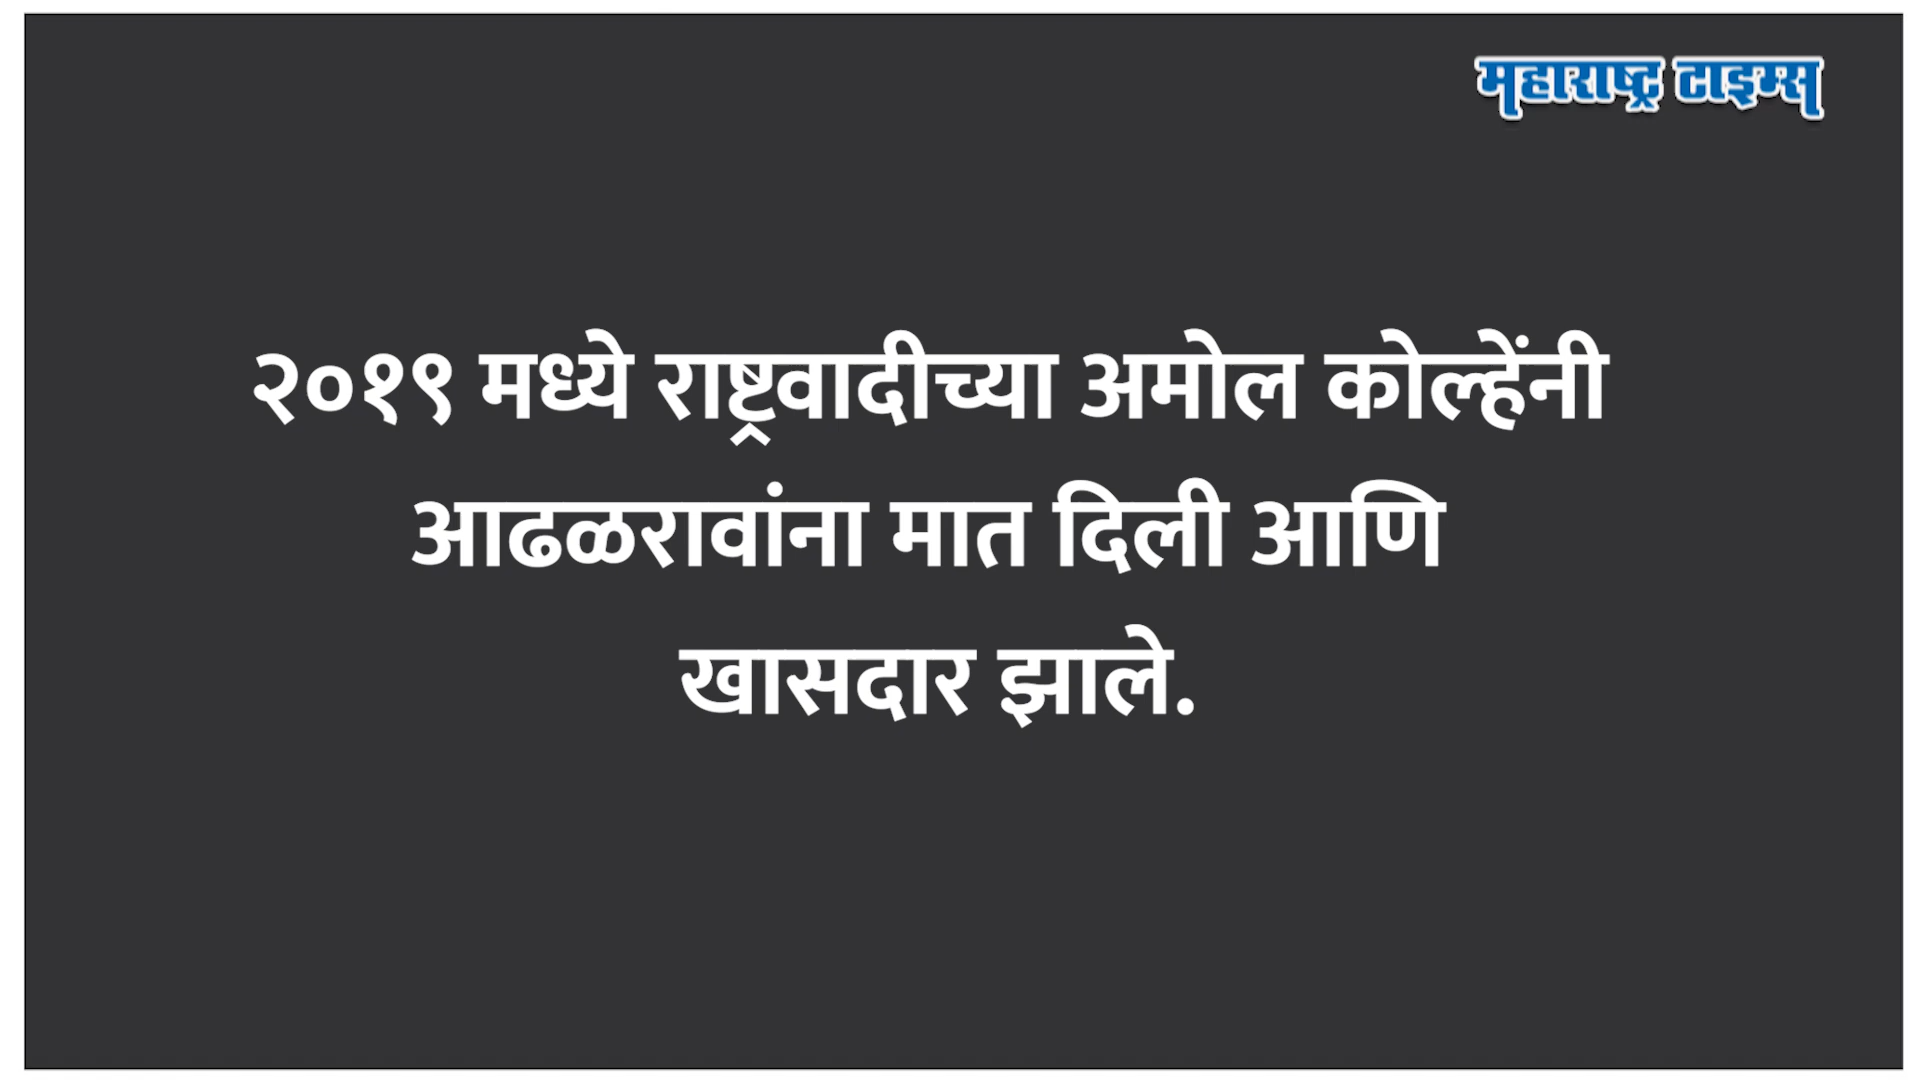 महाराष्ट्र टाइम्स
२०१९ मध्ये राष्ट्रवादीच्या अमोल कोल्हेंनी
आढळरावांना मात दिली आणि
खासदार झाले.